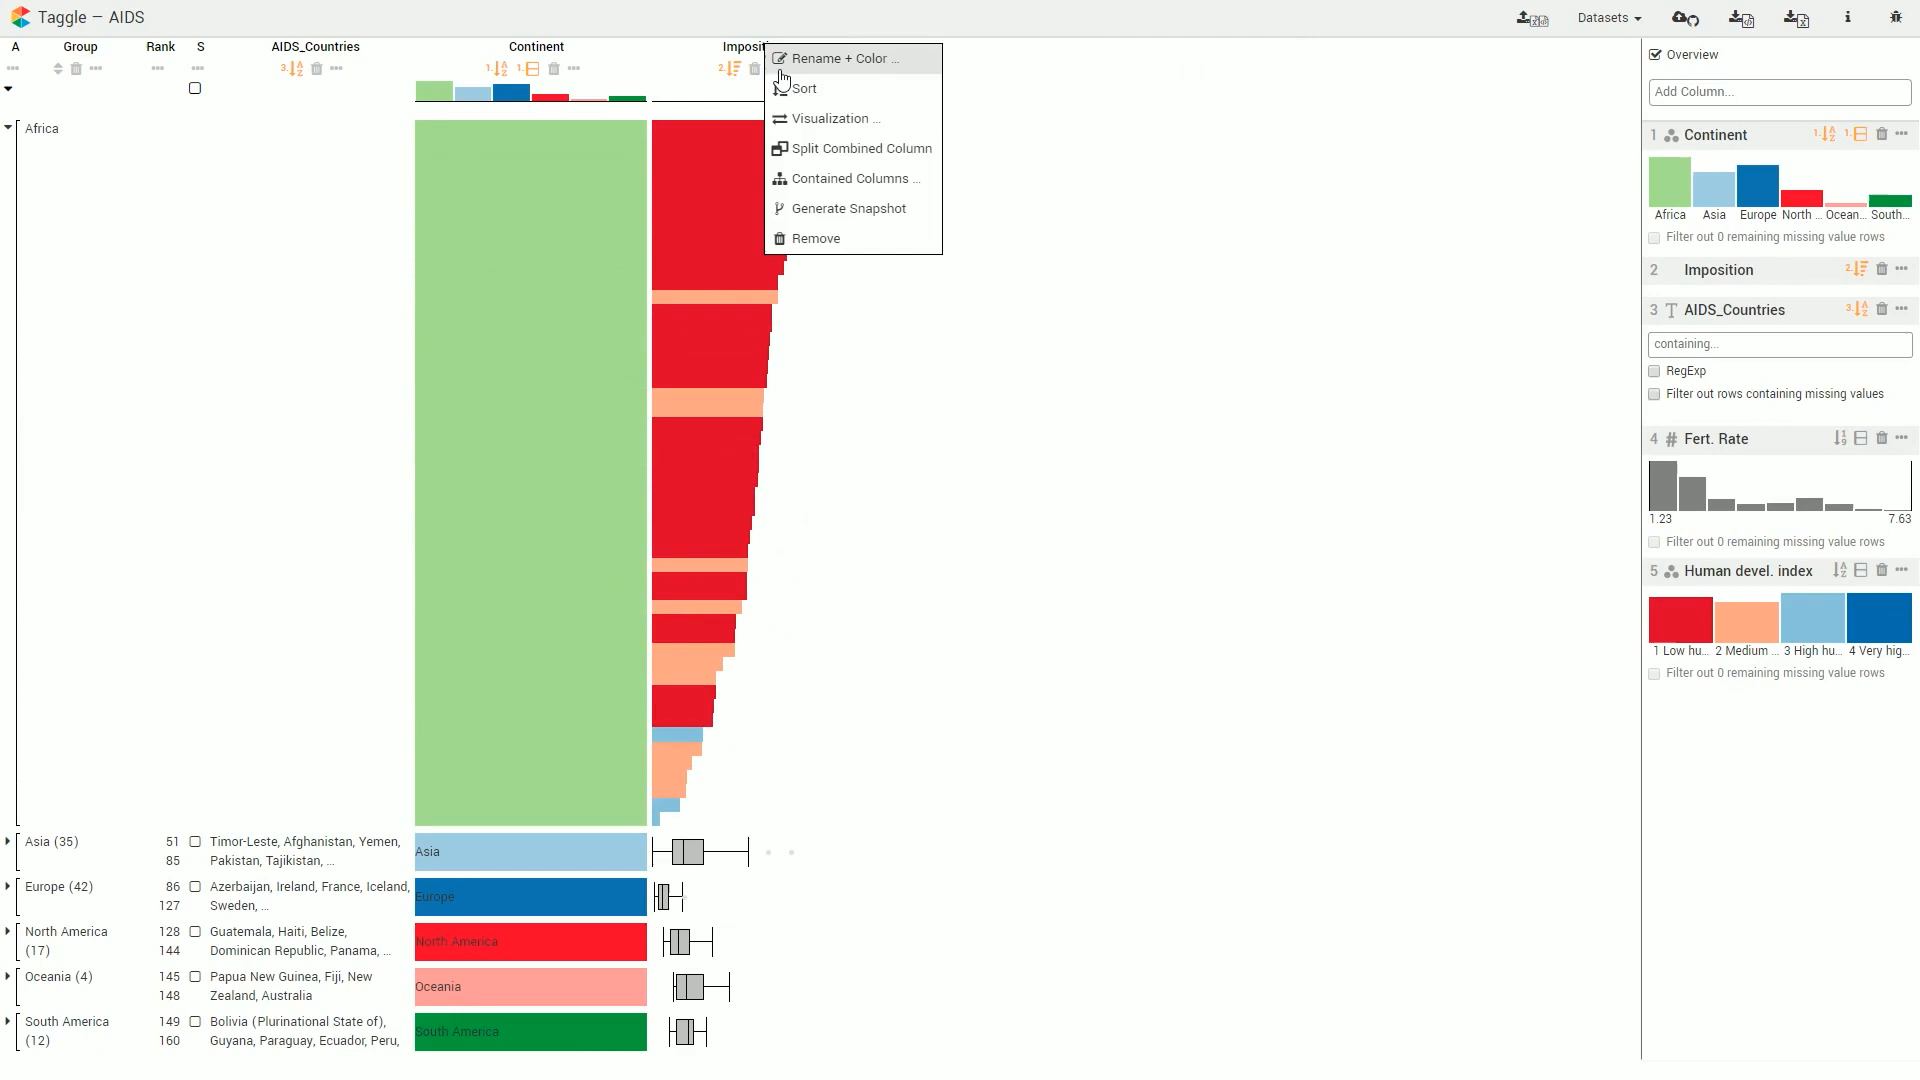 Taggle — AIDS
Datasets
A Group Rank S AIDS_Countries Continent
Rename + Color ...
Sort
Visualization ...
Split Combined Column
Contained Columns ...
Generate Snapshot
Remove
Africa
Asia (35) 51 Timor-Leste, Afghanistan, Yemen, Asia
85 Pakistan, Tajikistan, ...
Europe (42) 86 Azerbaijan, Ireland, France, Iceland, Europe
127 Sweden, ...
North America 128 Guatemala, Haiti, Belize, North America
(17) 144 Dominican Republic, Panama, ...
Oceania (4) 145 Papua New Guinea, Fiji, New Oceania
148 Zealand, Australia
South America 149 Bolivia (Plurinational State of), South America
(12) 160 Guyana, Paraguay, Ecuador, Peru,
Overview
Add Column...
1 Continent
Africa Asia Europe North ... Ocean... South...
Filter out 0 remaining missing value rows
2 Imposition
3 AIDS_Countries
containing...
RegExp
Filter out rows containing missing values
4 # Fert. Rate
1.23 7.63
Filter out 0 remaining missing value rows
5 Human devel. index
1 Low hu... 2 Medium ... 3 High hu... 4 Very hig...
Filter out 0 remaining missing value rows